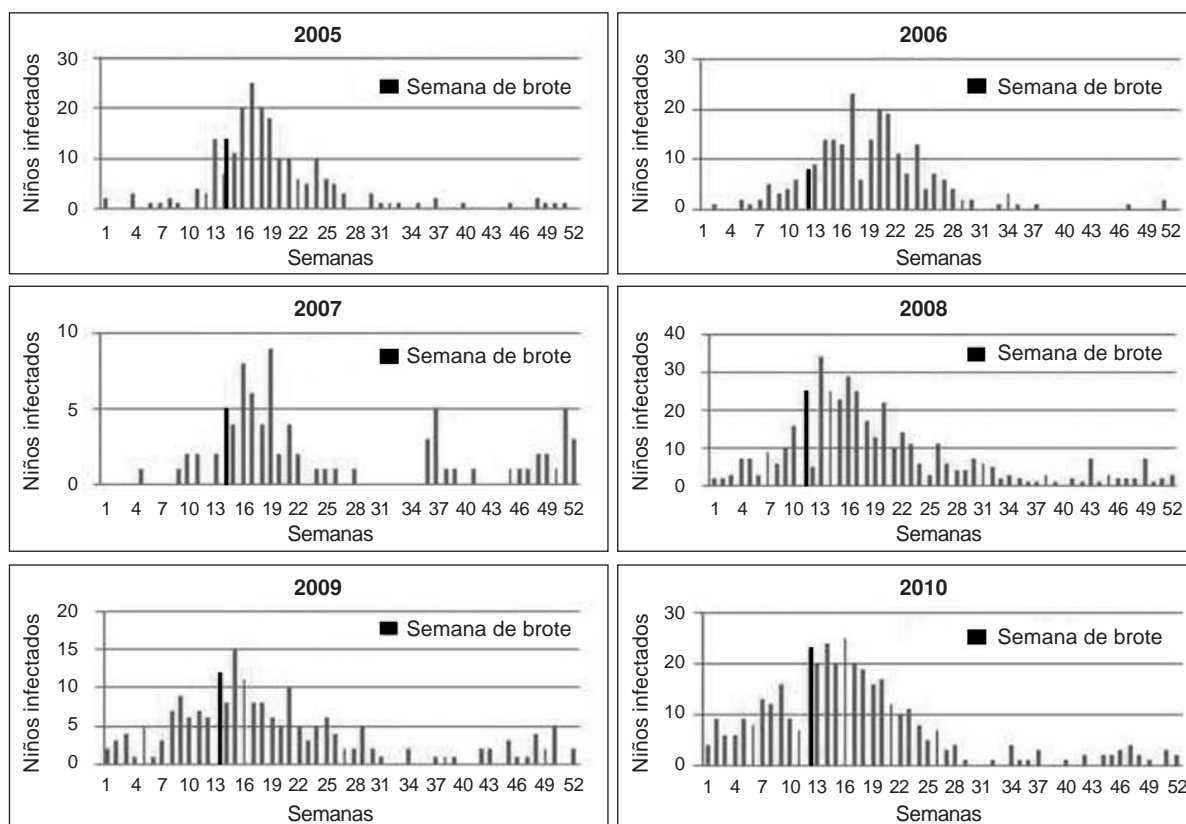 2005
Niños infectados
30
20
10
0
Semana de brote
1 4 7 10 13 16 19 22 25 28 31 34 37 40 43 46 49 52
Semanas
2006
Niños infectados
30
20
10
0
Semana de brote
1 4 7 10 13 16 19 22 25 28 31 34 37 40 43 46 49 52
Semanas
2007
Niños infectados
10
5
0
Semana de brote
1 4 7 10 13 16 19 22 25 28 31 34 37 40 43 46 49 52
Semanas
2008
Niños infectados
40
30
20
10
0
Semana de brote
1 4 7 10 13 16 19 22 25 28 31 34 37 40 43 46 49 52
Semanas
2009
Niños infectados
20
15
10
5
0
Semana de brote
1 4 7 10 13 16 19 22 25 28 31 34 37 40 43 46 49 52
Semanas
2010
Niños infectados
30
20
10
0
Semana de brote
1 4 7 10 13 16 19 22 25 28 31 34 37 40 43 46 49 52
Semanas